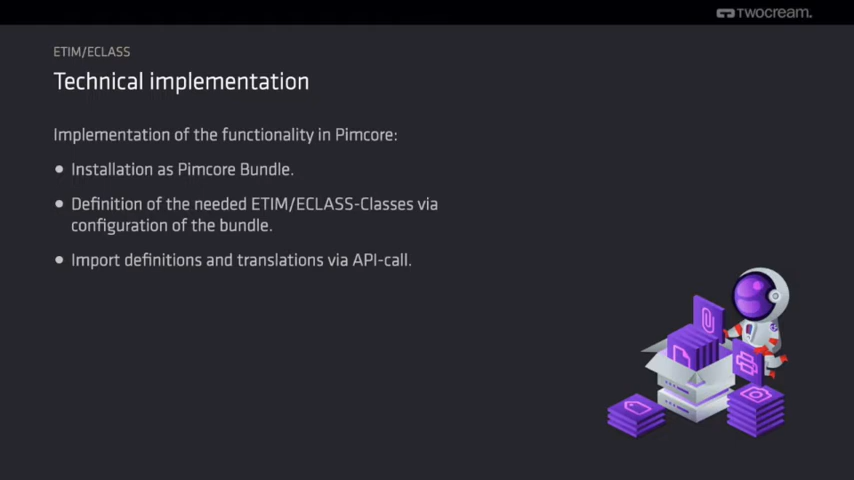 TWOCREAM.
ETIM/ECLASS
Technical implementation
Implementation of the functionality in Pimcore:
● Installation as Pimcore Bundle.
● Definition of the needed ETIM/ECLASS-Classes via
configuration of the bundle.
● Import definitions and translations via API-call.